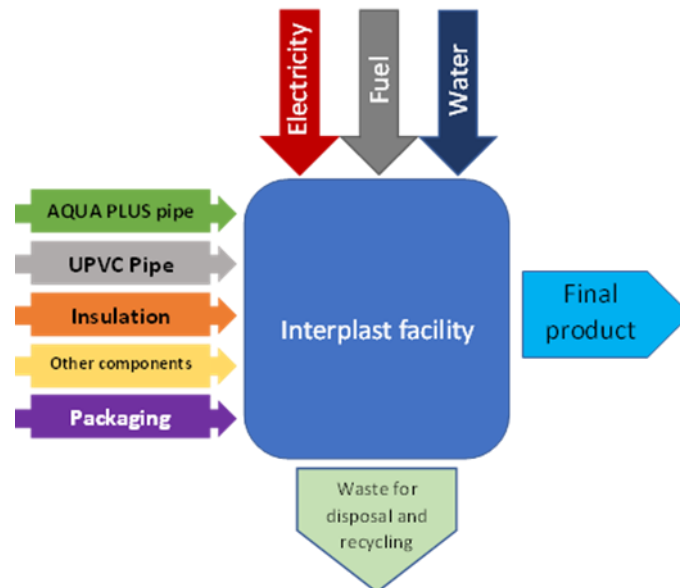 Electricity
Fuel
Water
AQUA PLUS pipe
UPVC Pipe
Insulation
Other components
Packaging
Interplast facility
Final
product
Waste for
disposal and
recycling